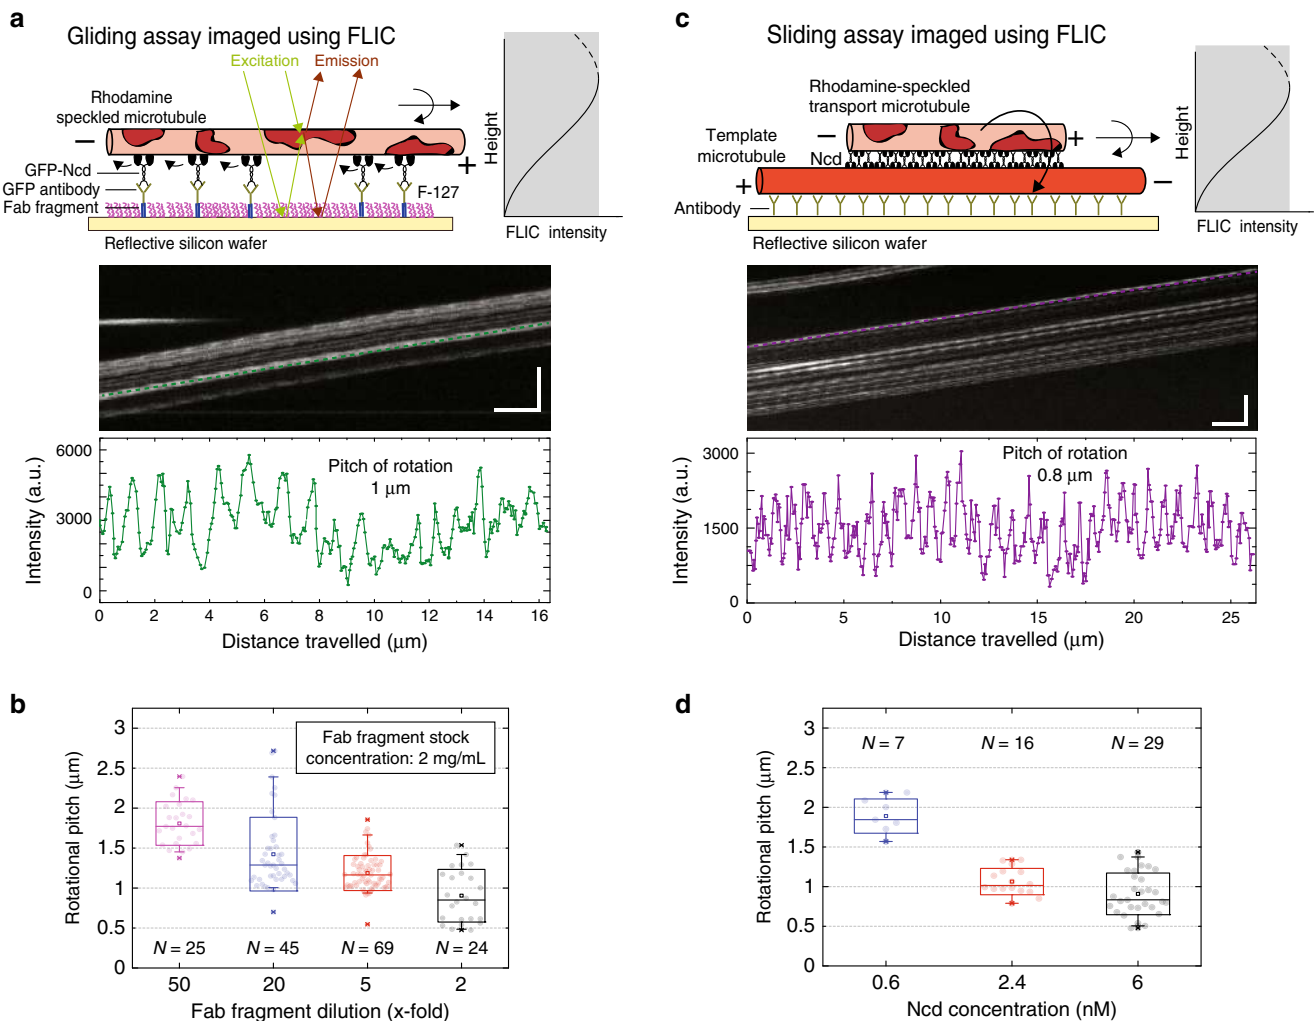 a
Gliding assay imaged using FLIC
Excitation
Emission
Rhodamine
speckled microtubule
−
+
GFP-Ncd
GFP antibody
Fab fragment
F-127
Reflective silicon wafer
Height
FLIC intensity
6000
3000
0
Intensity (a.u.)
Pitch of rotation
1 μm
0 2 4 6 8 10 12 14 16
Distance travelled (μm)
b
Fab fragment stock
concentration: 2 mg/mL
3
2.5
2
1.5
1
0.5
0
Rotational pitch (μm)
N = 25 N = 45 N = 69 N = 24
50 20 5 2
Fab fragment dilution (x-fold)
c
Sliding assay imaged using FLIC
Rhodamine-speckled
transport microtubule
Template
microtubule
−
+
Ncd
+
−
Antibody
Reflective silicon wafer
Height
FLIC intensity
3000
1500
0
Intensity (a.u.)
Pitch of rotation
0.8 μm
0 5 10 15 20 25
Distance travelled (μm)
d
3
2.5
2
1.5
1
0.5
0
Rotational pitch (μm)
N = 7 N = 16 N = 29
0.6 2.4 6
Ncd concentration (nM)